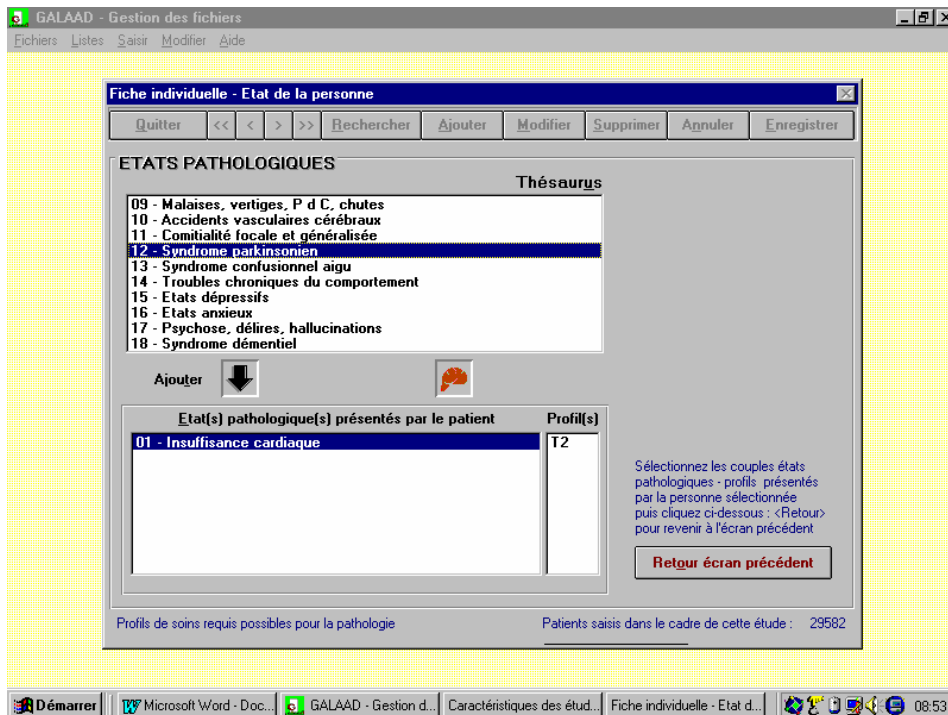 GALAAD - Gestion des fichiers
Fichiers Listes Saisir Modifier Aide
Fiche individuelle - Etat de la personne
Quitter << < > >> Rechercher Ajouter Modifier Supprimer Annuler Enregistrer
ETATS PATHOLOGIQUES
Thésaurus
09 - Malaises, vertiges, P d C, chutes
10 - Accidents vasculaires cérébraux
11 - Comitialité focale et généralisée
12 - Syndrome parkinsonien
13 - Syndrome confusionnel aigu
14 - Troubles chroniques du comportement
15 - Etats dépressifs
16 - Etats anxieux
17 - Psychose, délires, hallucinations
18 - Syndrome démentiel
Ajouter
Etat(s) pathologique(s) présentés par le patient Profil(s)
01 - Insuffisance cardiaque T2
Sélectionnez les couples états
pathologiques - profils présentés
par la personne sélectionnée
puis cliquez ci-dessous : <Retour>
pour revenir à l'écran précédent
Retour écran précédent
Profils de soins requis possibles pour la pathologie Patients saisis dans le cadre de cette étude : 29582
Démarrer Microsoft Word - Doc... GALAAD - Gestion d... Caractéristiques des étud... Fiche individuelle - Etat d... 08:53